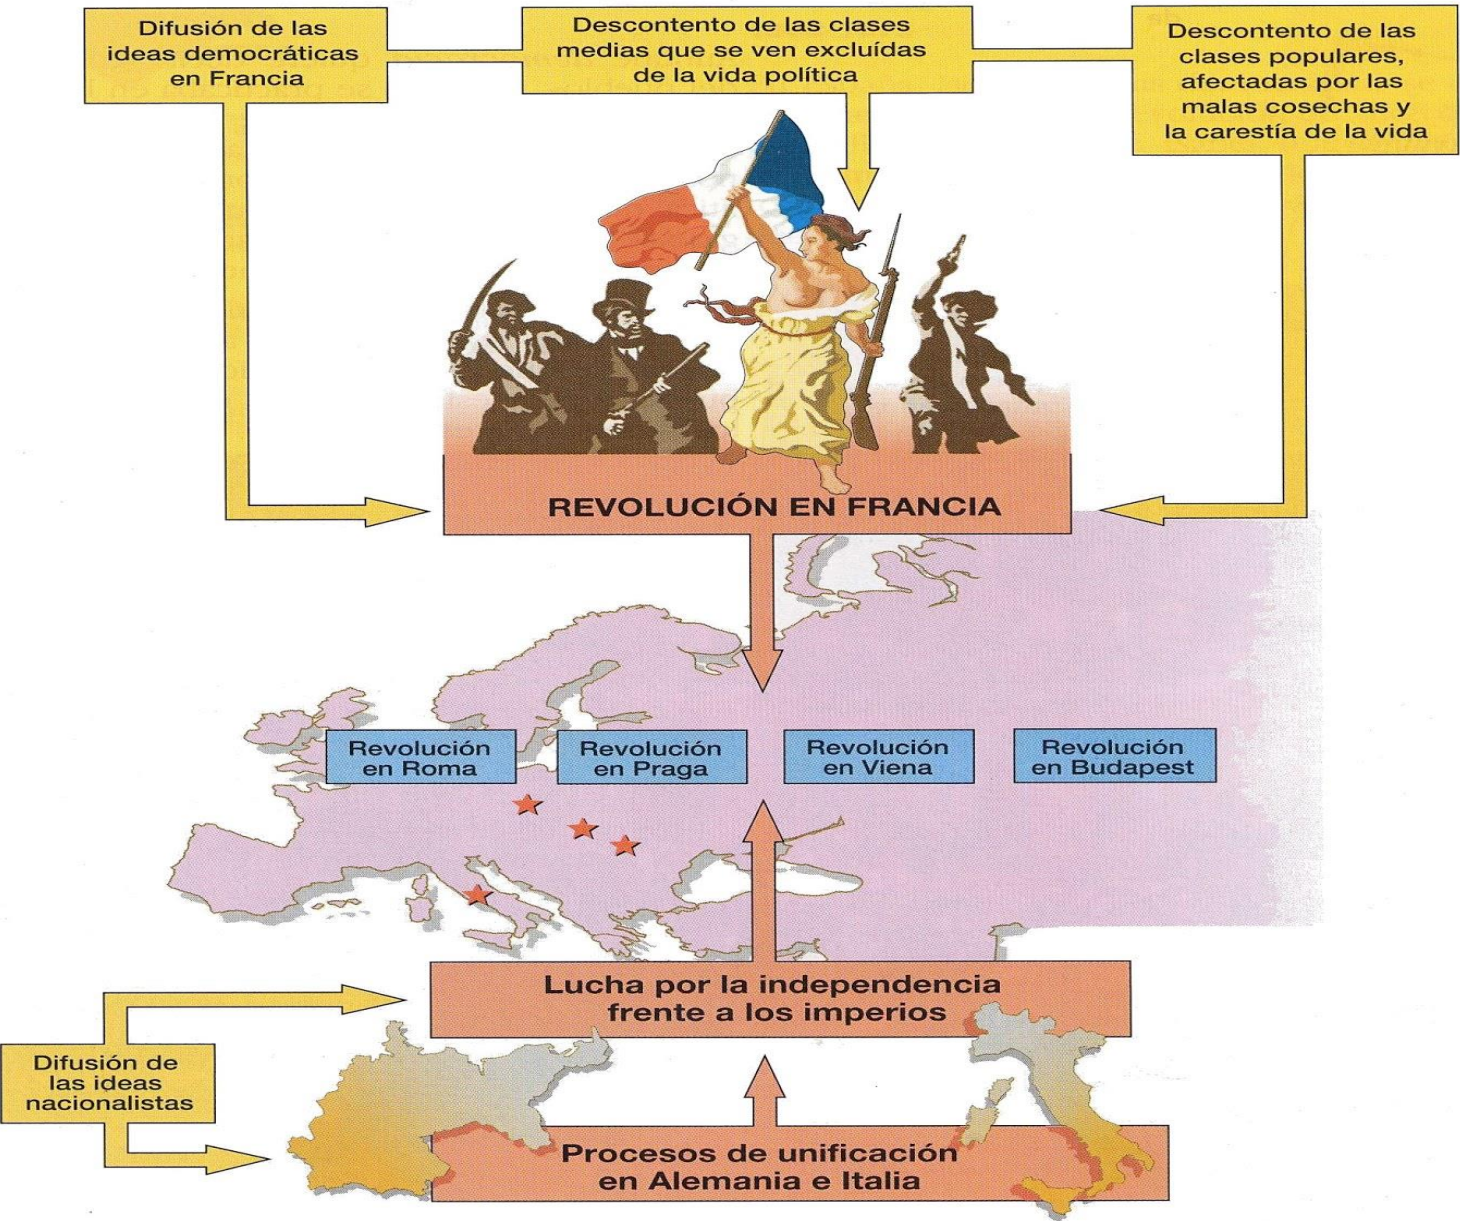 Difusión de las
ideas democráticas
en Francia
Descontento de las clases
medias que se ven excluídas
de la vida política
Descontento de las
clases populares,
afectadas por las
malas cosechas y
la carestía de la vida
REVOLUCIÓN EN FRANCIA
Revolución
en Roma
Revolución
en Praga
Revolución
en Viena
Revolución
en Budapest
Lucha por la independencia
frente a los imperios
Difusión de
las ideas
nacionalistas
Procesos de unificación
en Alemania e Italia